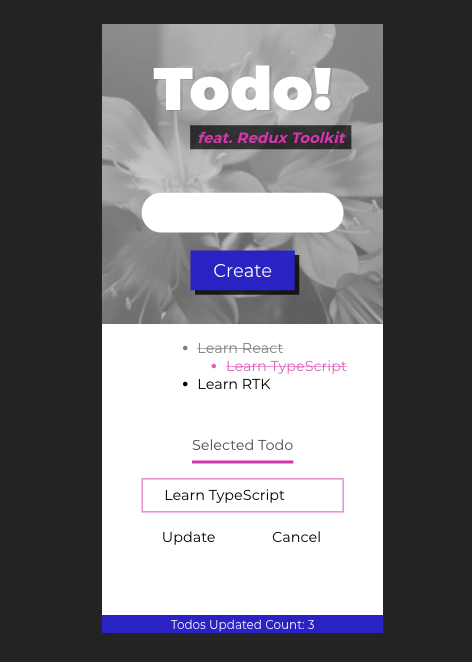 Todo!
feat. Redux Toolkit
Create
Learn React
Learn TypeScript
Learn RTK
Selected Todo
Learn TypeScript
Update Cancel
Todos Updated Count: 3